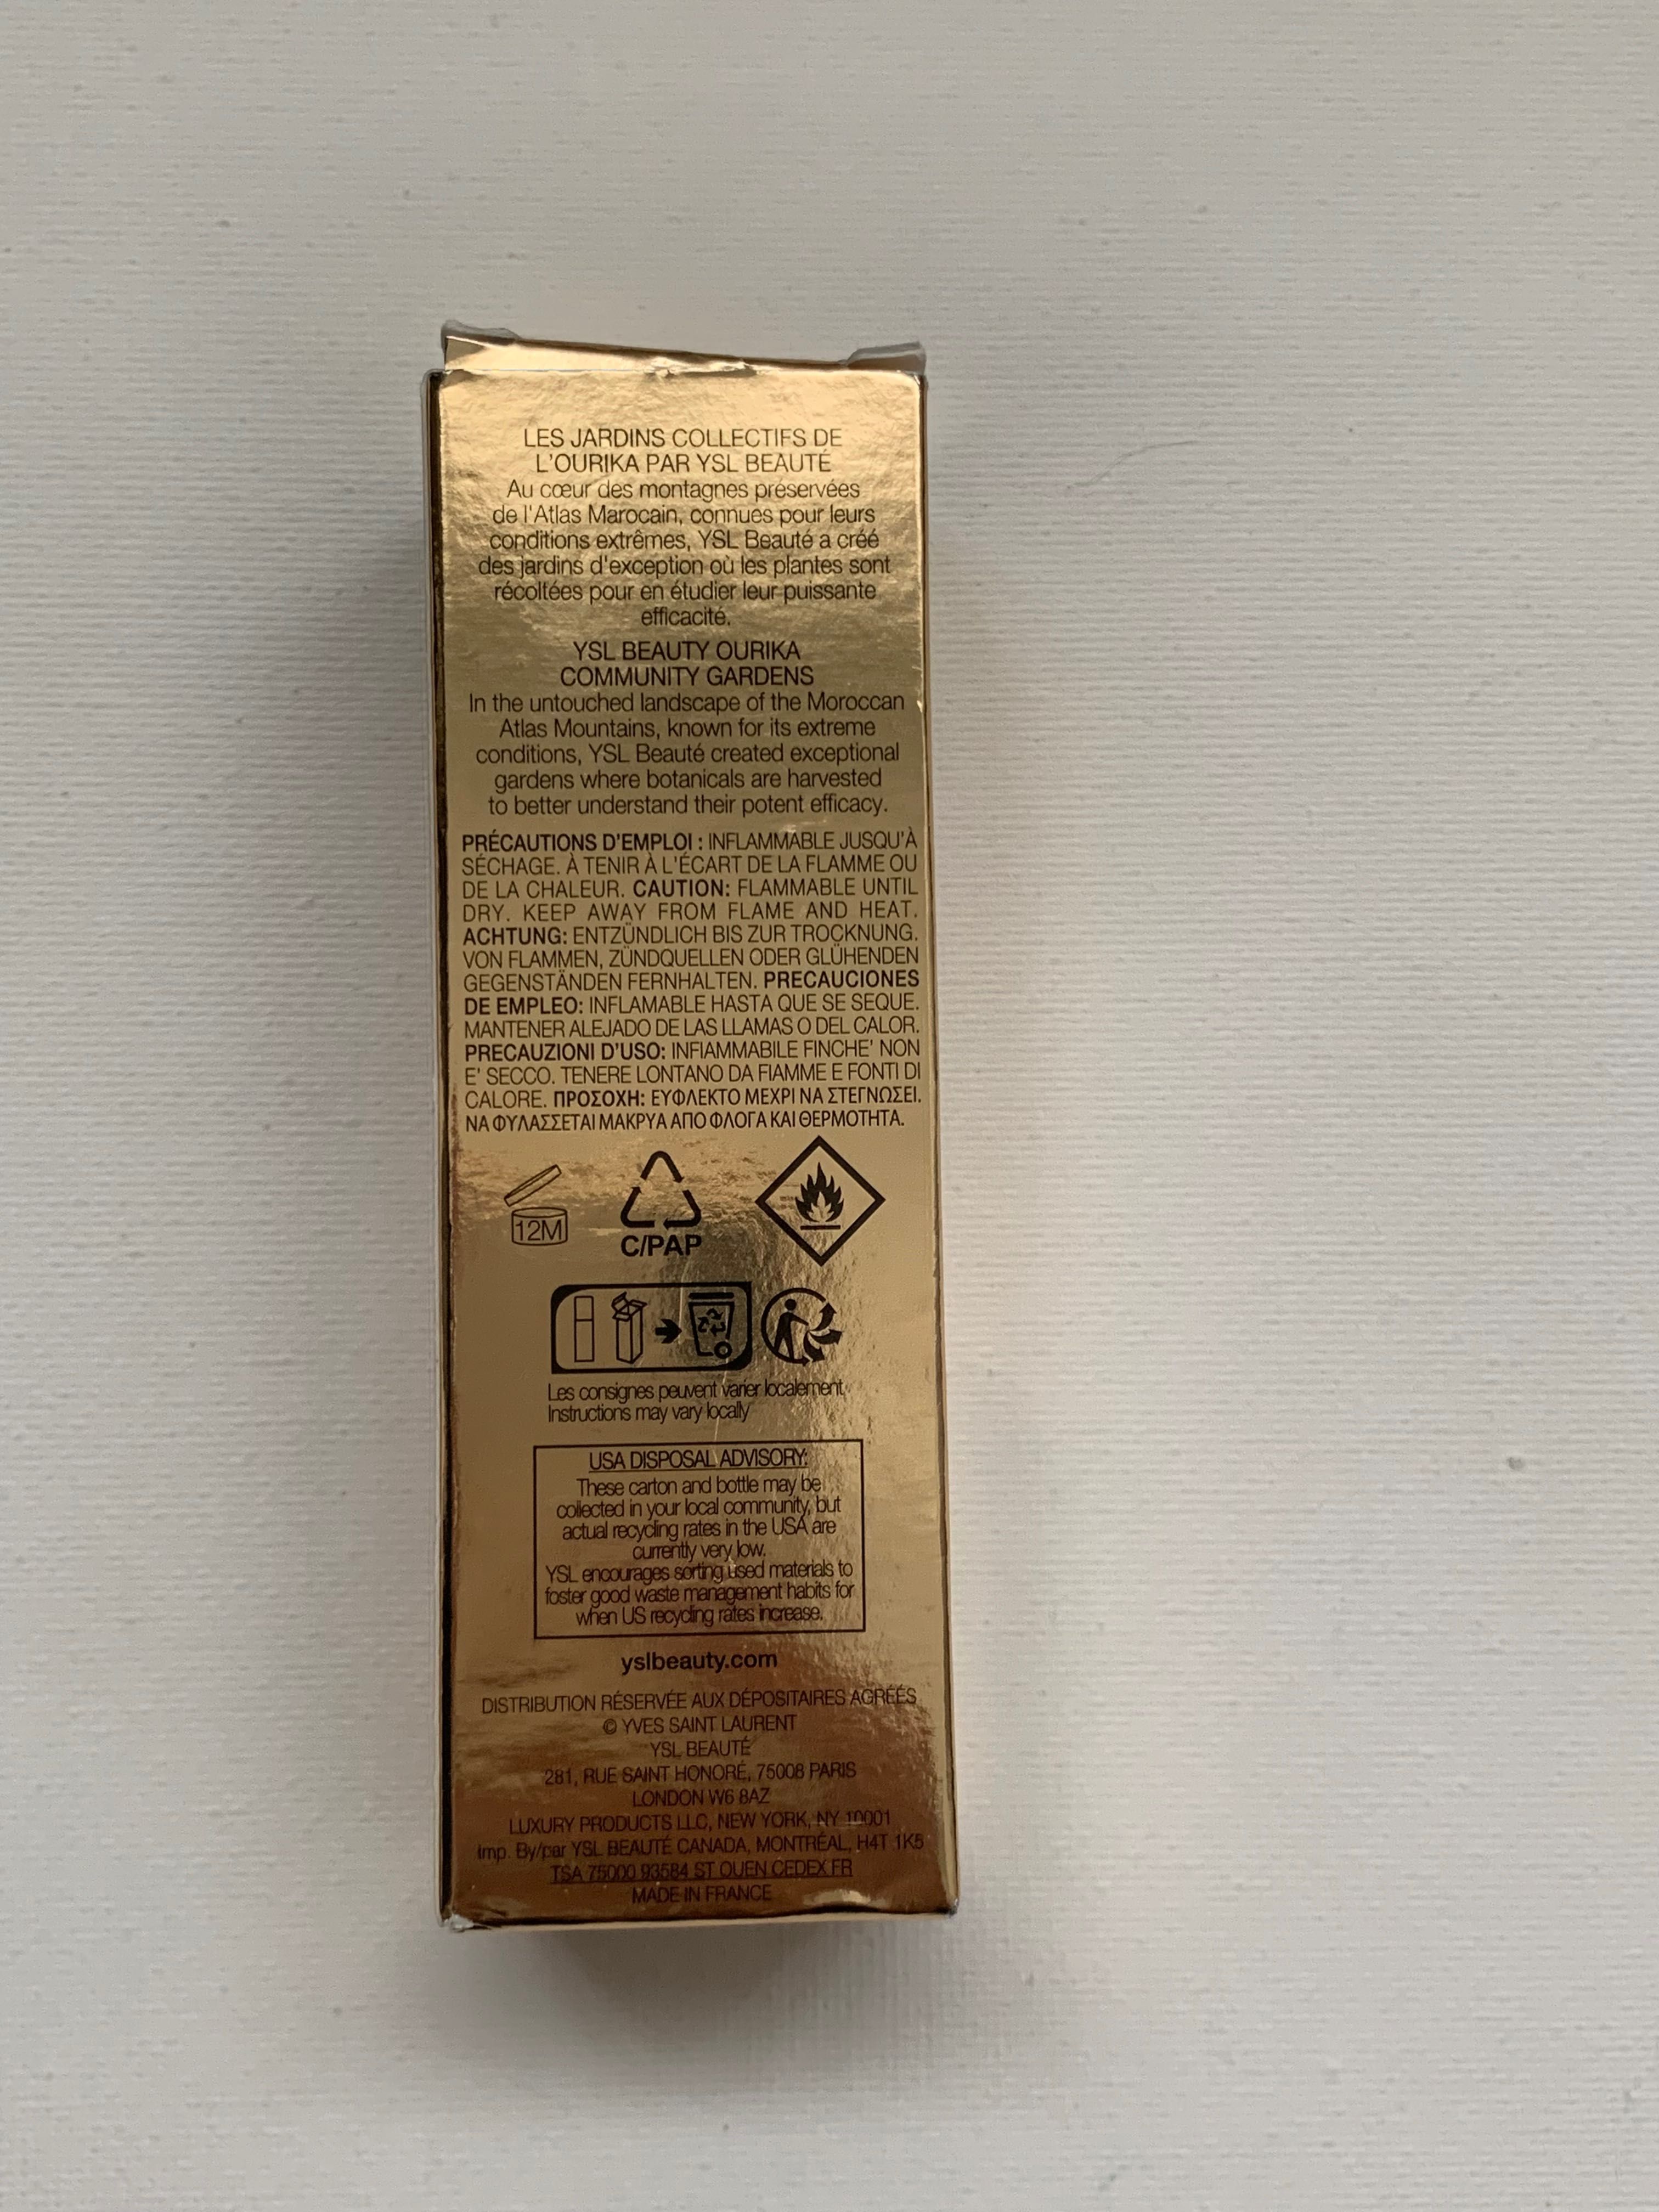 LES JARDINS COLLECTIFS DE
L'OURIKA PAR YSL BEAUTÉ
Au cœur des montagnes préservées
de l'Atlas Marocain, connues pour leurs
conditions extrêmes, YSL Beauté a créé
des jardins d'exception où les plantes sont
récoltées pour en étudier leur puissante
efficacité.
YSL BEAUTY OURIKA
COMMUNITY GARDENS
In the untouched landscape of the Moroccan
Atlas Mountains, known for its extreme
conditions, YSL Beauté created exceptional
gardens where botanicals are harvested
to better understand their potent efficacy.
PRÉCAUTIONS D'EMPLOI : INFLAMMABLE JUSQU'À
SÉCHAGE. À TENIR À L'ÉCART DE LA FLAMME OU
DE LA CHALEUR. CAUTION: FLAMMABLE UNTIL
DRY. KEEP AWAY FROM FLAME AND HEAT.
ACHTUNG: ENTZÜNDLICH BIS ZUR TROCKNUNG.
VON FLAMMEN, ZÜNDQUELLEN ODER GLÜHENDEN
GEGENSTÄNDEN FERNHALTEN. PRECAUCIONES
DE EMPLEO: INFLAMABLE HASTA QUE SE SEQUE.
MANTENER ALEJADO DE LAS LLAMAS O DEL CALOR.
PRECAUZIONI D'USO: INFIAMMABILE FINCHE' NON
E' SECCO. TENERE LONTANO DA FIAMME E FONTI DI
CALORE. ΠΡΟΣΟΧΗ: ΕΥΦΛΕΚΤΟ ΜΕΧΡΙ ΝΑ ΣΤΕΓΝΩΣΕΙ.
ΝΑ ΦΥΛΑΣΣΕΤΑΙ ΜΑΚΡΥΑ ΑΠΟ ΦΛΟΓΑ ΚΑΙ ΘΕΡΜΟΤΗΤΑ.
12M
C/PAP
Les consignes peuvent varier localement,
Instructions may vary locally
USA DISPOSAL ADVISORY:
These carton and bottle may be
collected in your local community, but
actual recycling rates in the USA are
currently very low.
YSL encourages sorting used materials to
foster good waste management habits for
when US recycling rates increase.
yslbeauty.com
DISTRIBUTION RÉSERVÉE AUX DÉPOSITAIRES AGRÉÉS
© YVES SAINT LAURENT
YSL BEAUTÉ
281, RUE SAINT HONORÉ, 75008 PARIS
LONDON W6 8AZ
LUXURY PRODUCTS LLC, NEW YORK, NY 10001
Imp. By/par YSL BEAUTÉ CANADA, MONTRÉAL, H4T 1K5
TSA 75000 93584 ST OUEN CEDEX FR
MADE IN FRANCE